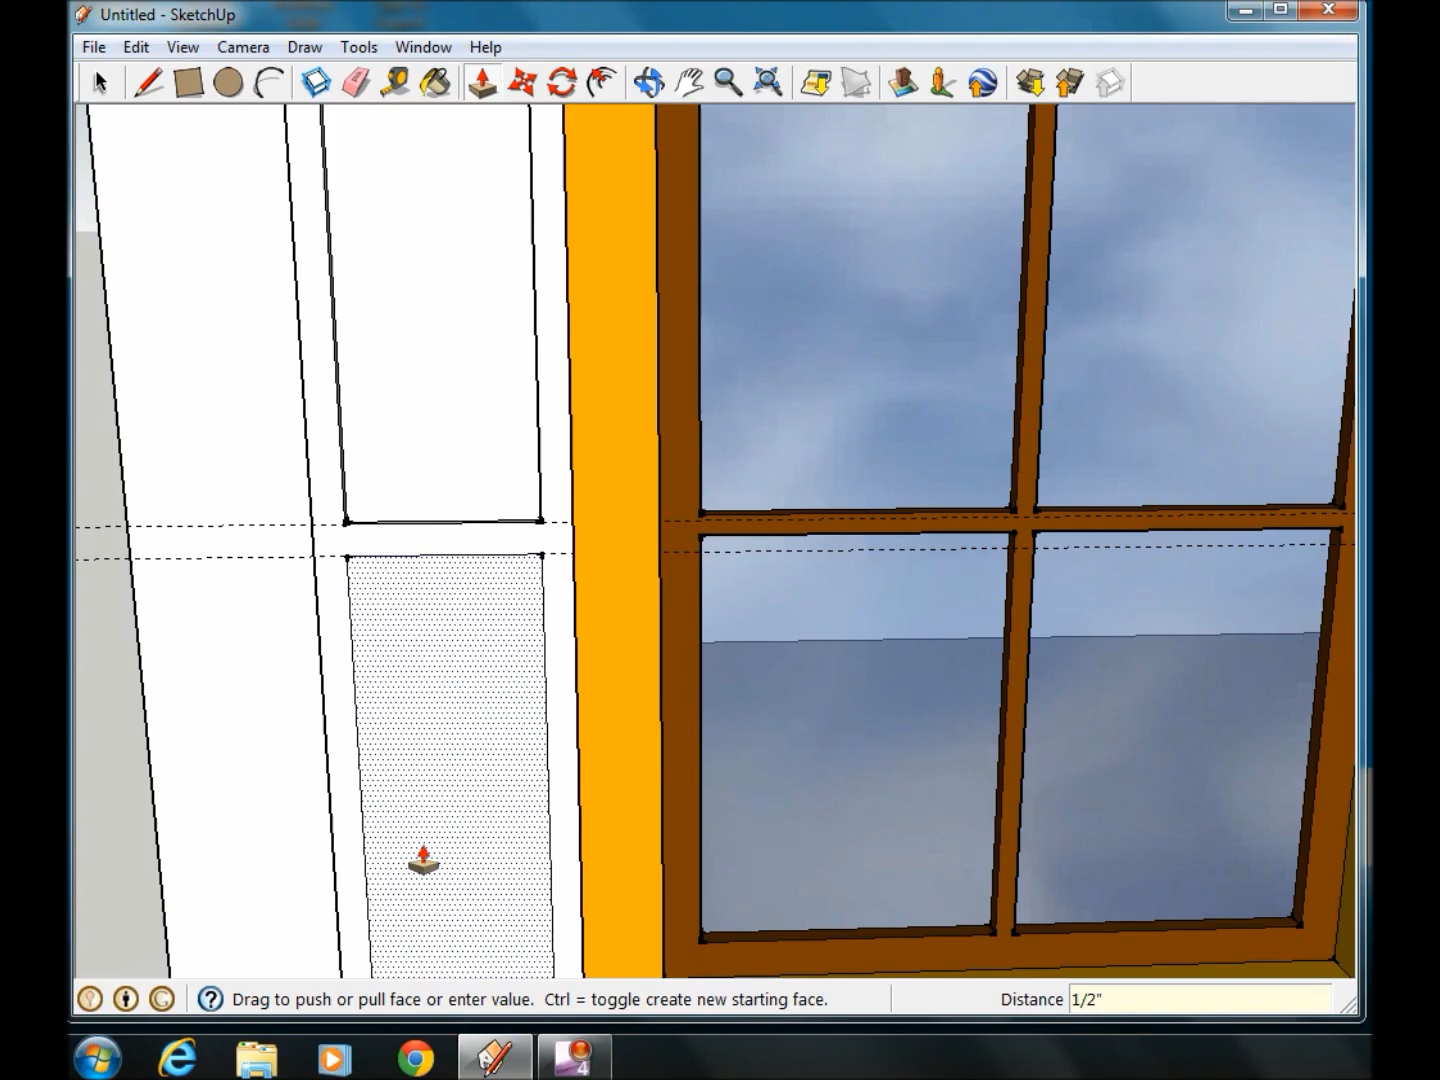 Untitled - SketchUp
File Edit View Camera Draw Tools Window Help
Drag to push or pull face or enter value. Ctrl = toggle create new starting face. Distance 1/2"
4